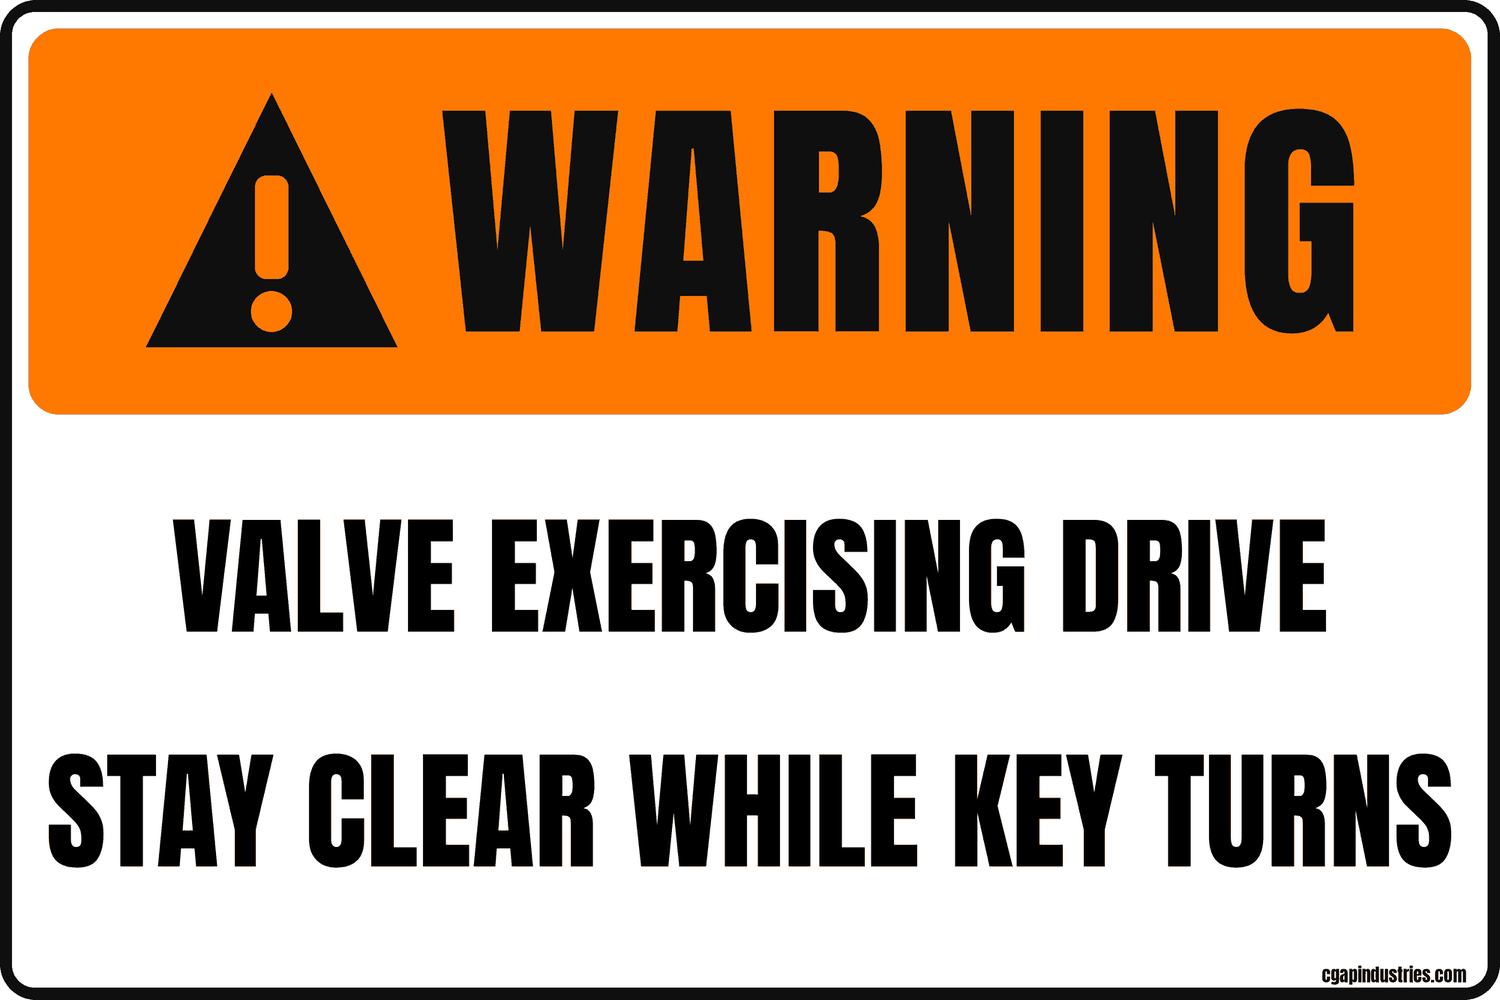 WARNING
VALVE EXERCISING DRIVE
STAY CLEAR WHILE KEY TURNS
cgapindustries.com